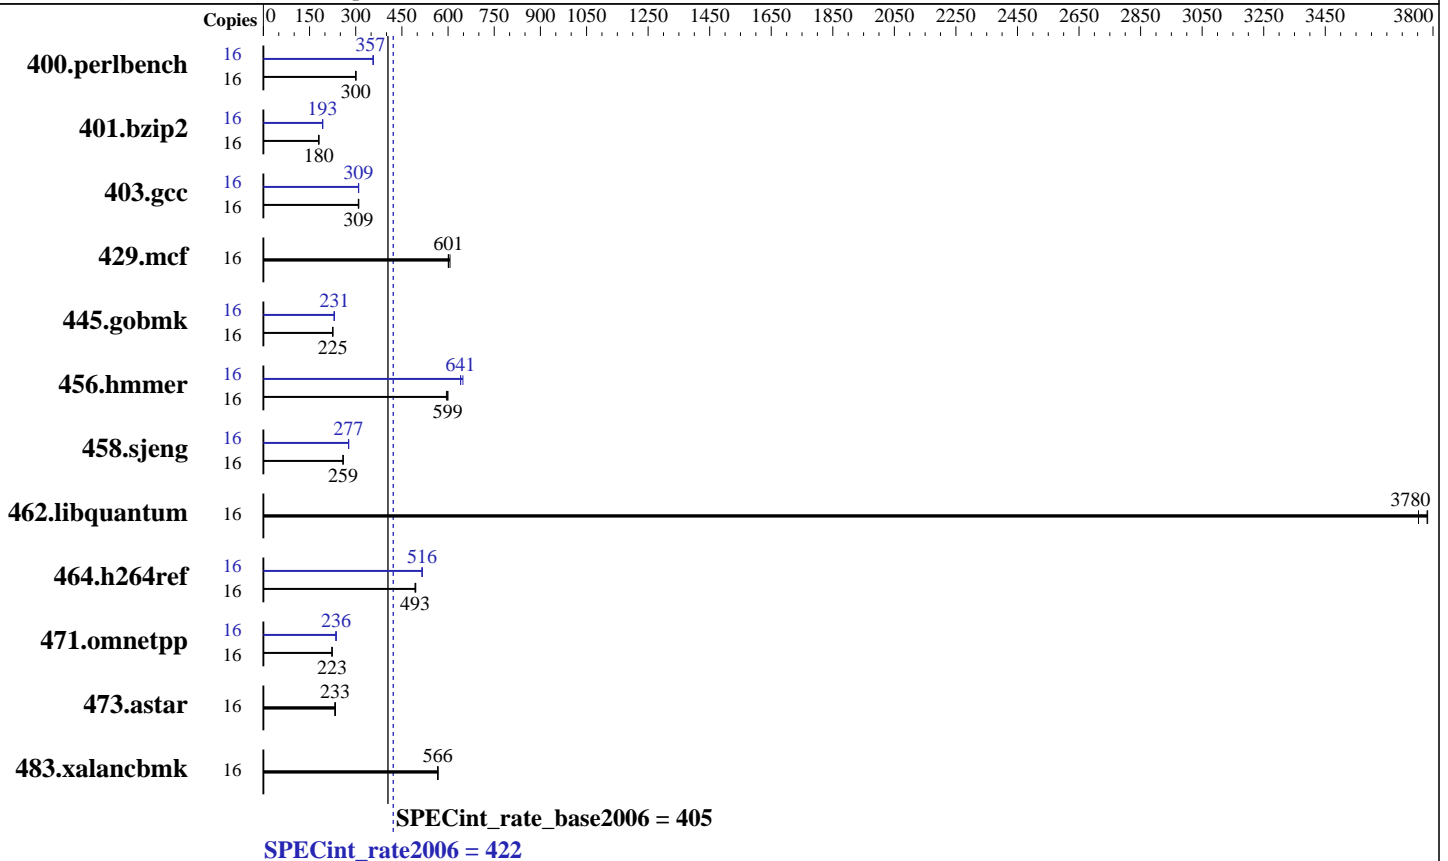 Copies 0 150 300 450 600 750 900 1050 1250 1450 1650 1850 2050 2250 2450 2650 2850 3050 3250 3450 3800
400.perlbench 16 357
16 300
401.bzip2 16 193
16 180
403.gcc 16 309
16 309
429.mcf 16 601
445.gobmk 16 231
16 225
456.hmmer 16 641
16 599
458.sjeng 16 277
16 259
462.libquantum 16 3780
464.h264ref 16 516
16 493
471.omnetpp 16 236
16 223
473.astar 16 233
483.xalancbmk 16 566
SPECint_rate_base2006 = 405
SPECint_rate2006 = 422